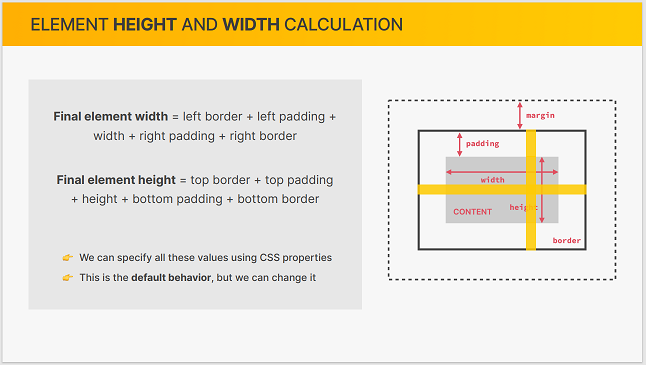 ELEMENT HEIGHT AND WIDTH CALCULATION
Final element width = left border + left padding +
width + right padding + right border
Final element height = top border + top padding
+ height + bottom padding + bottom border
👉 We can specify all these values using CSS properties
👉 This is the default behavior, but we can change it
margin
padding
width
height
CONTENT
border